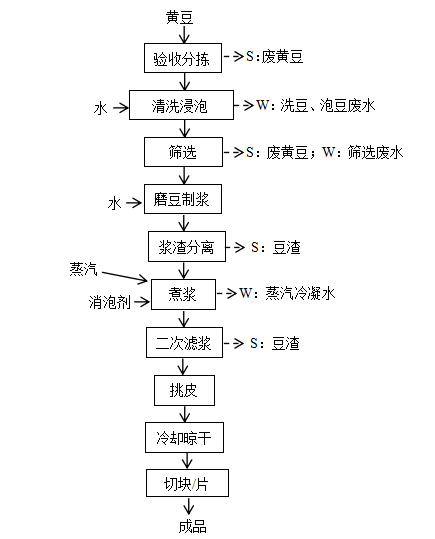 黄豆
验收分拣
S:废黄豆
水
清洗浸泡
W：洗豆、泡豆废水
筛选
S：废黄豆；W：筛选废水
水
磨豆制浆
浆渣分离
S：豆渣
蒸汽
消泡剂
煮浆
W：蒸汽冷凝水
二次滤浆
S：豆渣
挑皮
冷却晾干
切块/片
成品